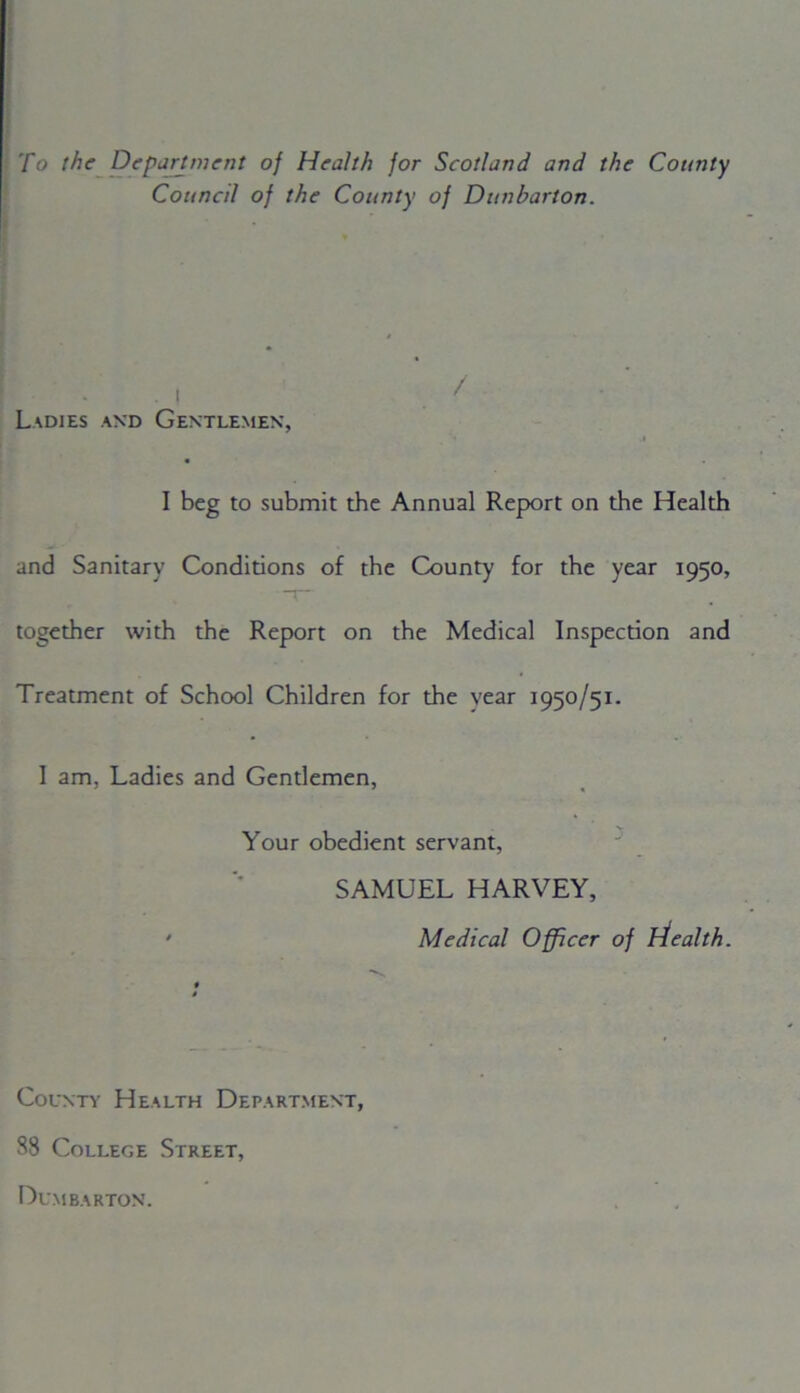 To the Department of Health for Scotland and the County
Council of the County of Dunbarton.
Ladies and Gentlemen,
I beg to submit the Annual Report on the Health
and Sanitary Conditions of the County for the year 1950,
together with the Report on the Medical Inspection and
Treatment of School Children for the year 1950/51.
I am, Ladies and Gentlemen,
Your obedient servant,
SAMUEL HARVEY,
Medical Officer of Health.
County Health Department,
88 College Street,
Dumbarton.